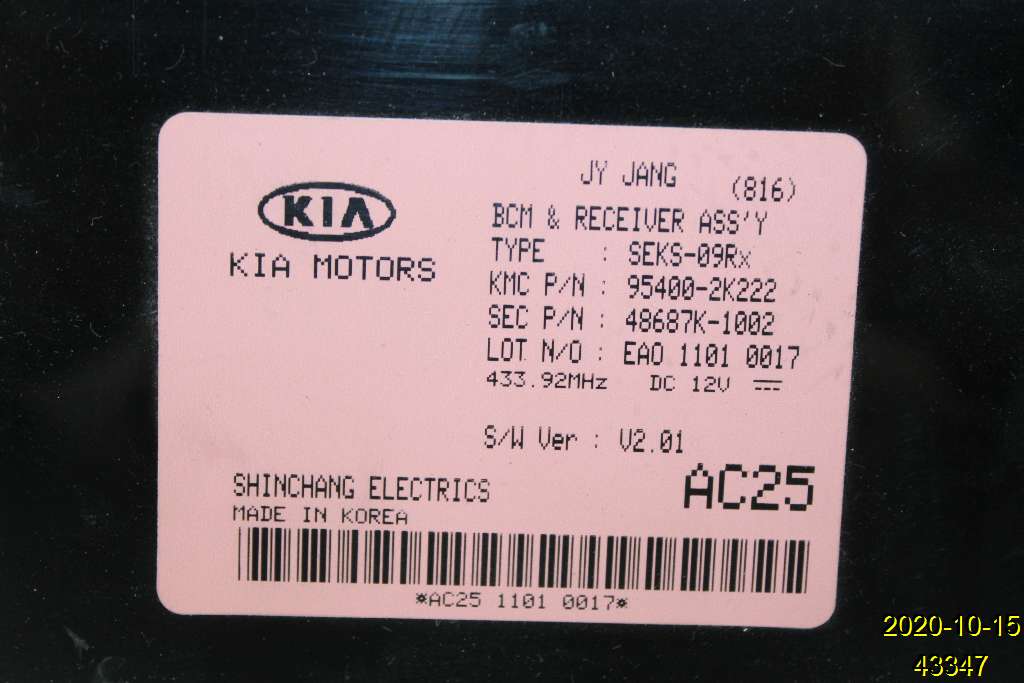 JY JANG (816)
KIA
KIA MOTORS
BCM & RECEIVER ASS'Y
TYPE : SEKS-09Rx
KMC P/N : 95400-2K222
SEC P/N : 48687K-1002
LOT N/O : EAO 1101 0017
433.92MHz DC 12V
S/W Ver : V2.01
AC25
SHINCHANG ELECTRICS
MADE IN KOREA
*AC25 1101 0017*
2020-10-15
43347